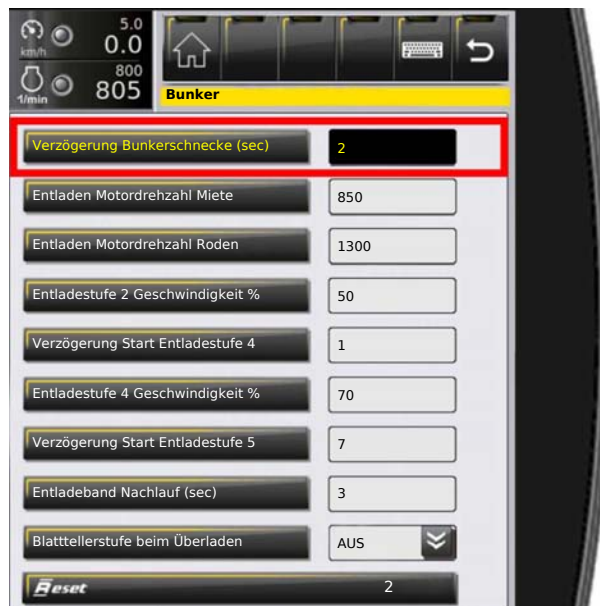 km/h
5.0
0.0
1/min
800
805
Bunker
Verzögerung Bunkerschnecke (sec) 2
Entladen Motordrehzahl Miete 850
Entladen Motordrehzahl Roden 1300
Entladestufe 2 Geschwindigkeit % 50
Verzögerung Start Entladestufe 4 1
Entladestufe 4 Geschwindigkeit % 70
Verzögerung Start Entladestufe 5 7
Entladeband Nachlauf (sec) 3
Blatttellerstufe beim Überladen AUS
Reset 2